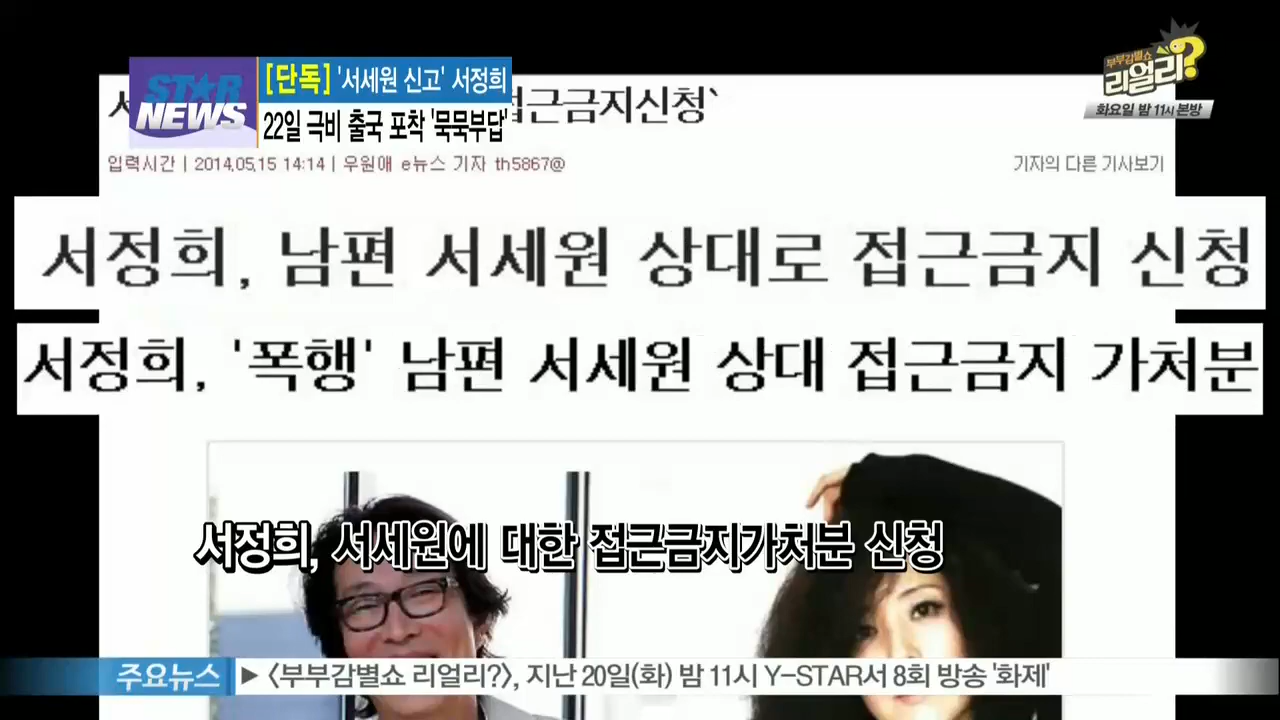 STAR NEWS
[단독] '서세원 신고' 서정희
22일 극비 출국 포착 '묵묵부답'
부부감별쇼
리얼리?
화요일 밤 11시 본방
접근금지신청`
입력시간 | 2014.05.15 14:14 | 우원애 e뉴스 기자 th5867@
기자의 다른 기사보기
서정희, 남편 서세원 상대로 접근금지 신청
서정희, '폭행' 남편 서세원 상대 접근금지 가처분
서정희, 서세원에 대한 접근금지가처분 신청
주요뉴스 ▶ <부부감별쇼 리얼리?>, 지난 20일(화) 밤 11시 Y-STAR서 8회 방송 '화제'